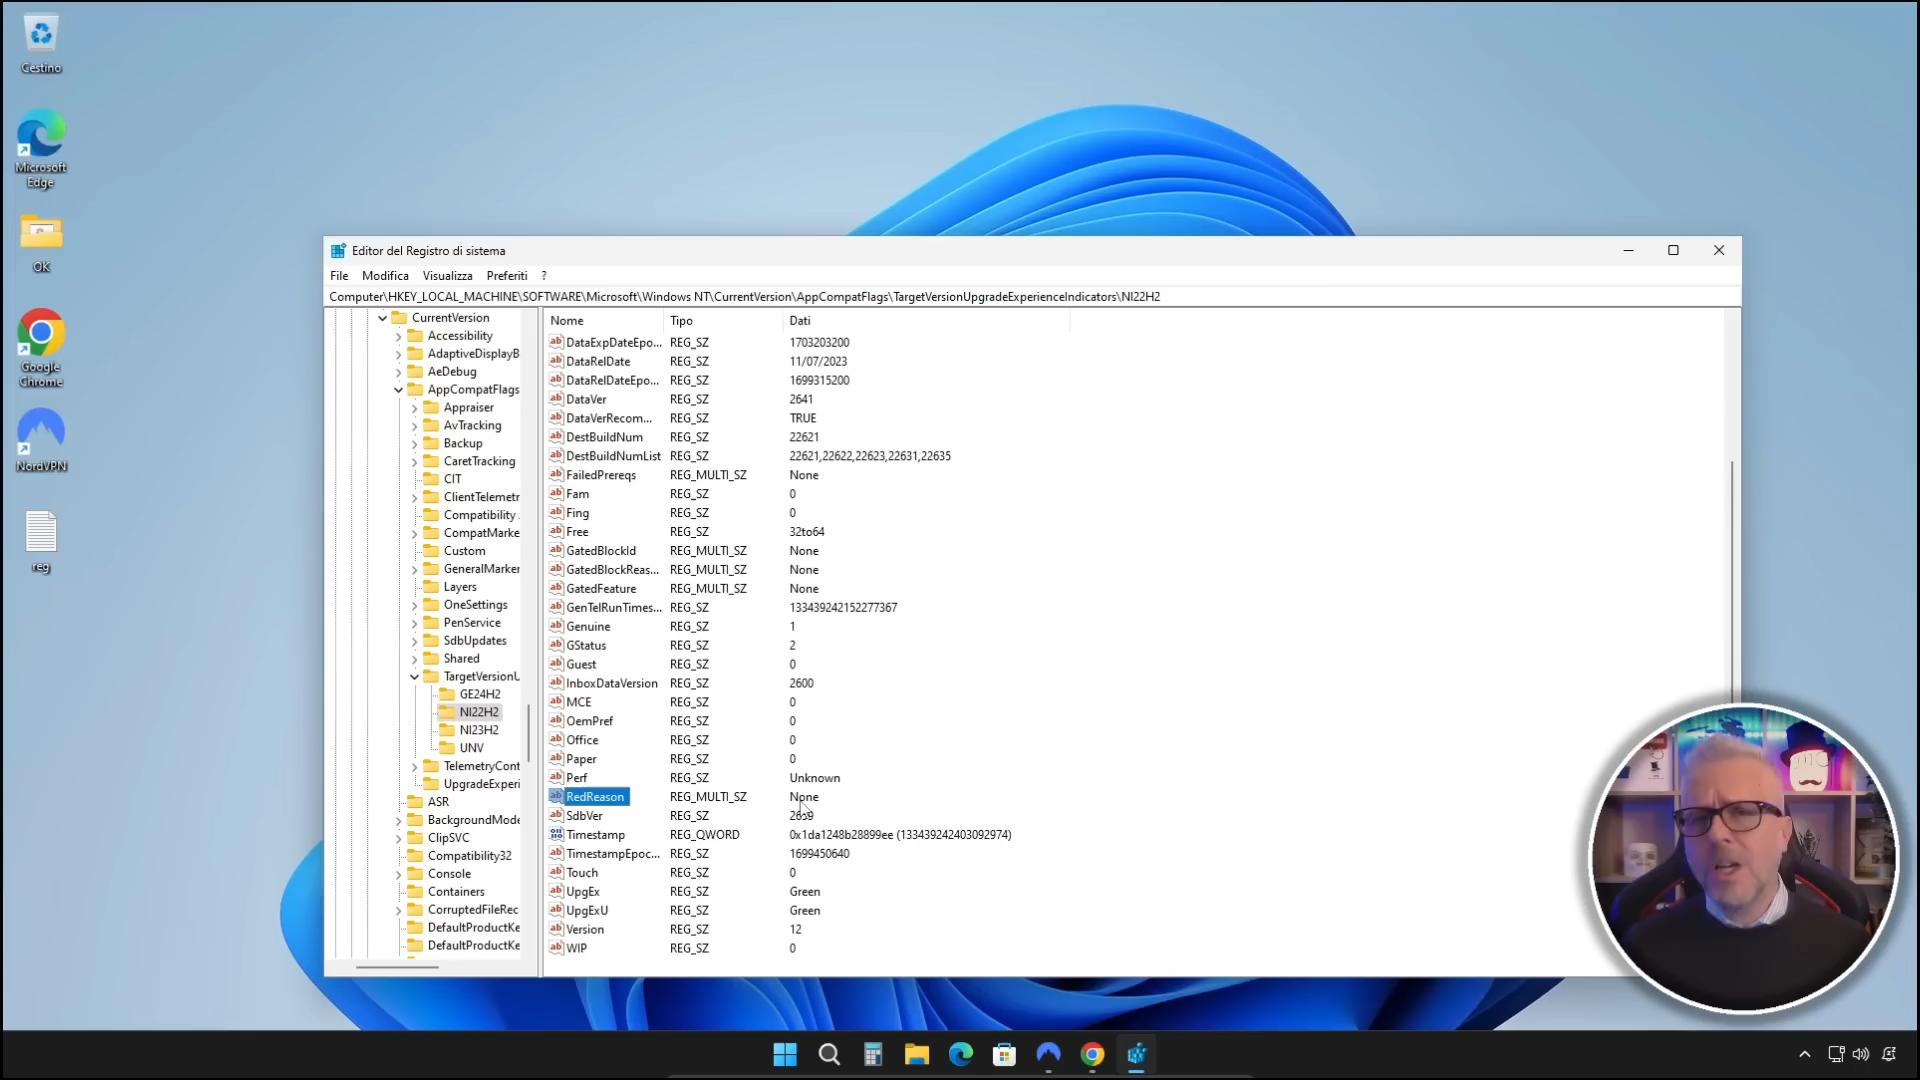 Cestino
Microsoft
Edge
OK
Google
Chrome
NordVPN
reg
Editor del Registro di sistema
File Modifica Visualizza Preferiti ?
Computer\HKEY_LOCAL_MACHINE\SOFTWARE\Microsoft\Windows NT\CurrentVersion\AppCompatFlags\TargetVersionUpgradeExperienceIndicators\NI22H2
CurrentVersion
Accessibility
AdaptiveDisplayB
AeDebug
AppCompatFlags
Appraiser
AvTracking
Backup
CaretTracking
CIT
ClientTelemetr
Compatibility
CompatMarke
Custom
GeneralMarker
Layers
OneSettings
PenService
SdbUpdates
Shared
TargetVersionU
GE24H2
NI22H2
NI23H2
UNV
TelemetryCont
UpgradeExperi
ASR
BackgroundMode
ClipSVC
Compatibility32
Console
Containers
CorruptedFileRec
DefaultProductKe
DefaultProductKe
Nome Tipo Dati
DataExpDateEpo... REG_SZ 1703203200
DataRelDate REG_SZ 11/07/2023
DataRelDateEpo... REG_SZ 1699315200
DataVer REG_SZ 2641
DataVerRecom... REG_SZ TRUE
DestBuildNum REG_SZ 22621
DestBuildNumList REG_SZ 22621,22622,22623,22631,22635
FailedPrereqs REG_MULTI_SZ None
Fam REG_SZ 0
Fing REG_SZ 0
Free REG_SZ 32to64
GatedBlockId REG_MULTI_SZ None
GatedBlockReas... REG_MULTI_SZ None
GatedFeature REG_MULTI_SZ None
GenTelRunTimes... REG_SZ 133439242152277367
Genuine REG_SZ 1
GStatus REG_SZ 2
Guest REG_SZ 0
InboxDataVersion REG_SZ 2600
MCE REG_SZ 0
OemPref REG_SZ 0
Office REG_SZ 0
Paper REG_SZ 0
Perf REG_SZ Unknown
RedReason REG_MULTI_SZ None
SdbVer REG_SZ
Timestamp REG_QWORD 0x1da1248b28899ee (133439242403092974)
TimestampEpoc... REG_SZ 1699450640
Touch REG_SZ 0
UpgEx REG_SZ Green
UpgExU REG_SZ Green
Version REG_SZ 12
WIP REG_SZ 0